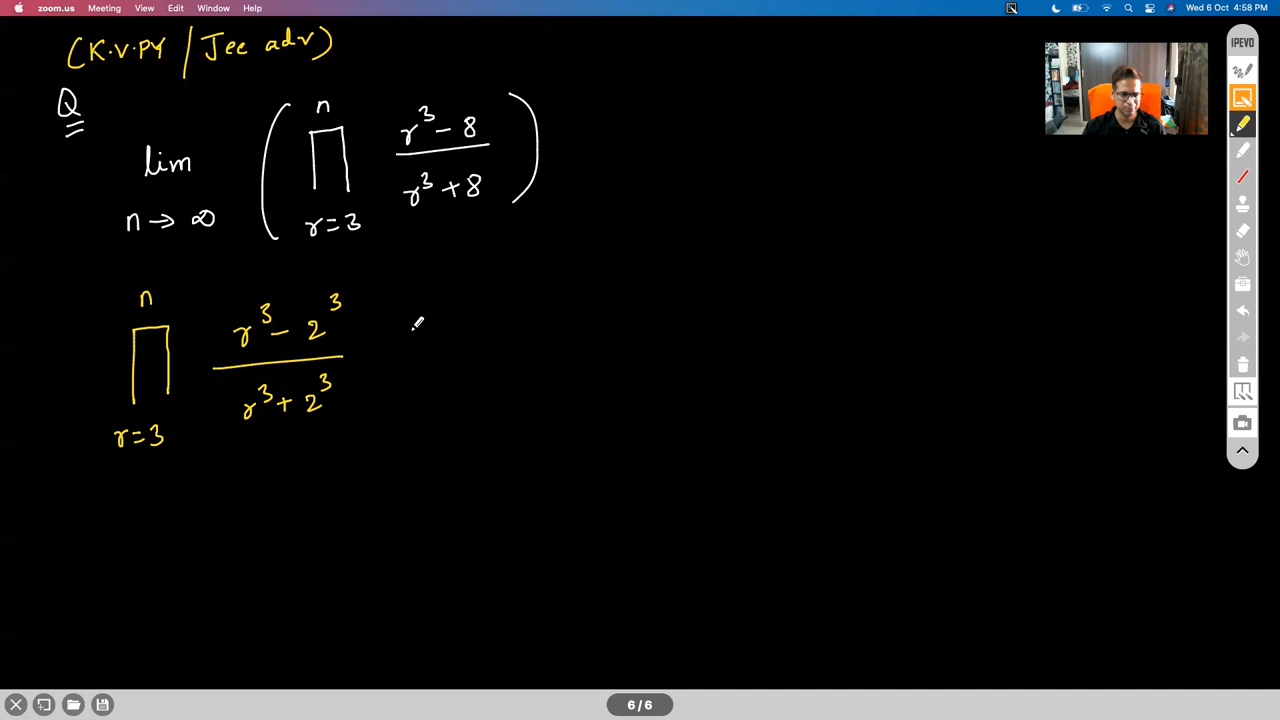 zoom.us Meeting View Edit Window Help Wed 6 Oct 4:58 PM
(K.V.PY / Jee adv)
IPEVO
Q
lim n→∞ ( n ∏ r=3 r³ - 8 / r³ + 8 )
n ∏ r=3 r³ - 2³ / r³ + 2³
6/6